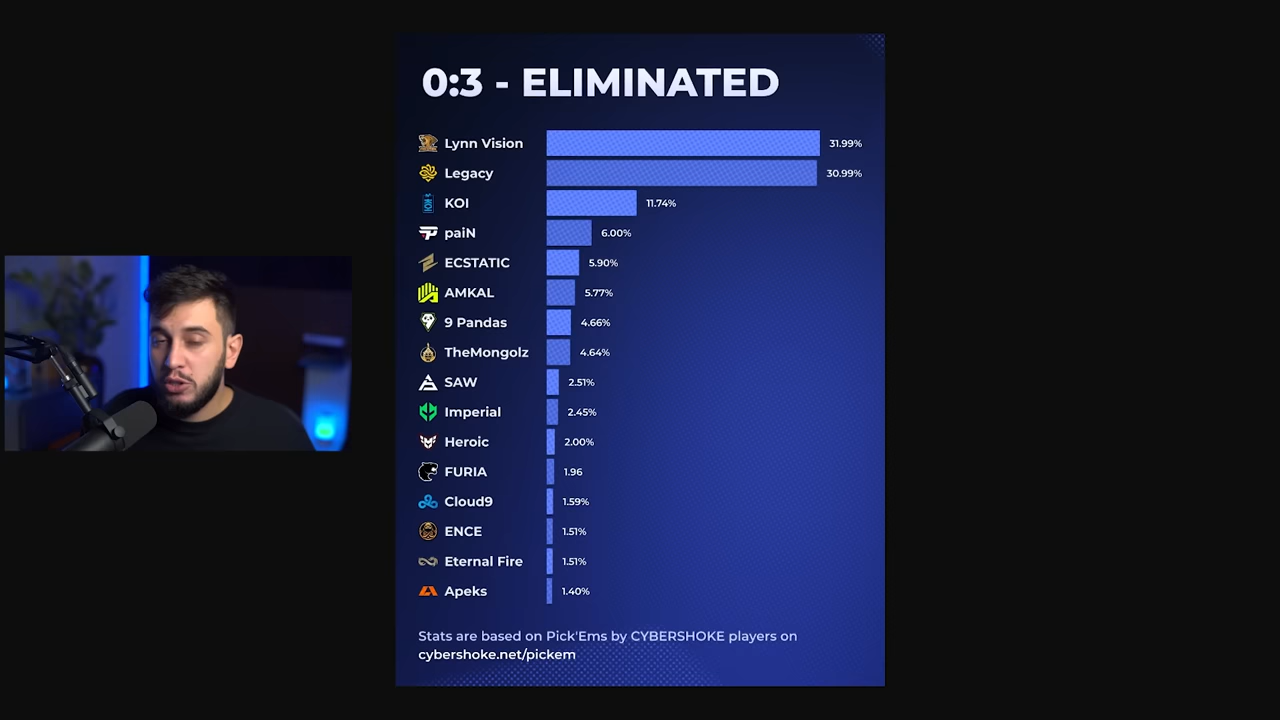 0:3 - ELIMINATED
Lynn Vision 31.99%
Legacy 30.99%
KOI 11.74%
paiN 6.00%
ECSTATIC 5.90%
AMKAL 5.77%
9 Pandas 4.66%
TheMongolz 4.64%
SAW 2.51%
Imperial 2.45%
Heroic 2.00%
FURIA 1.96
Cloud9 1.59%
ENCE 1.51%
Eternal Fire 1.51%
Apeks 1.40%
Stats are based on Pick'Ems by CYBERSHOKE players on
cybershoke.net/pickem